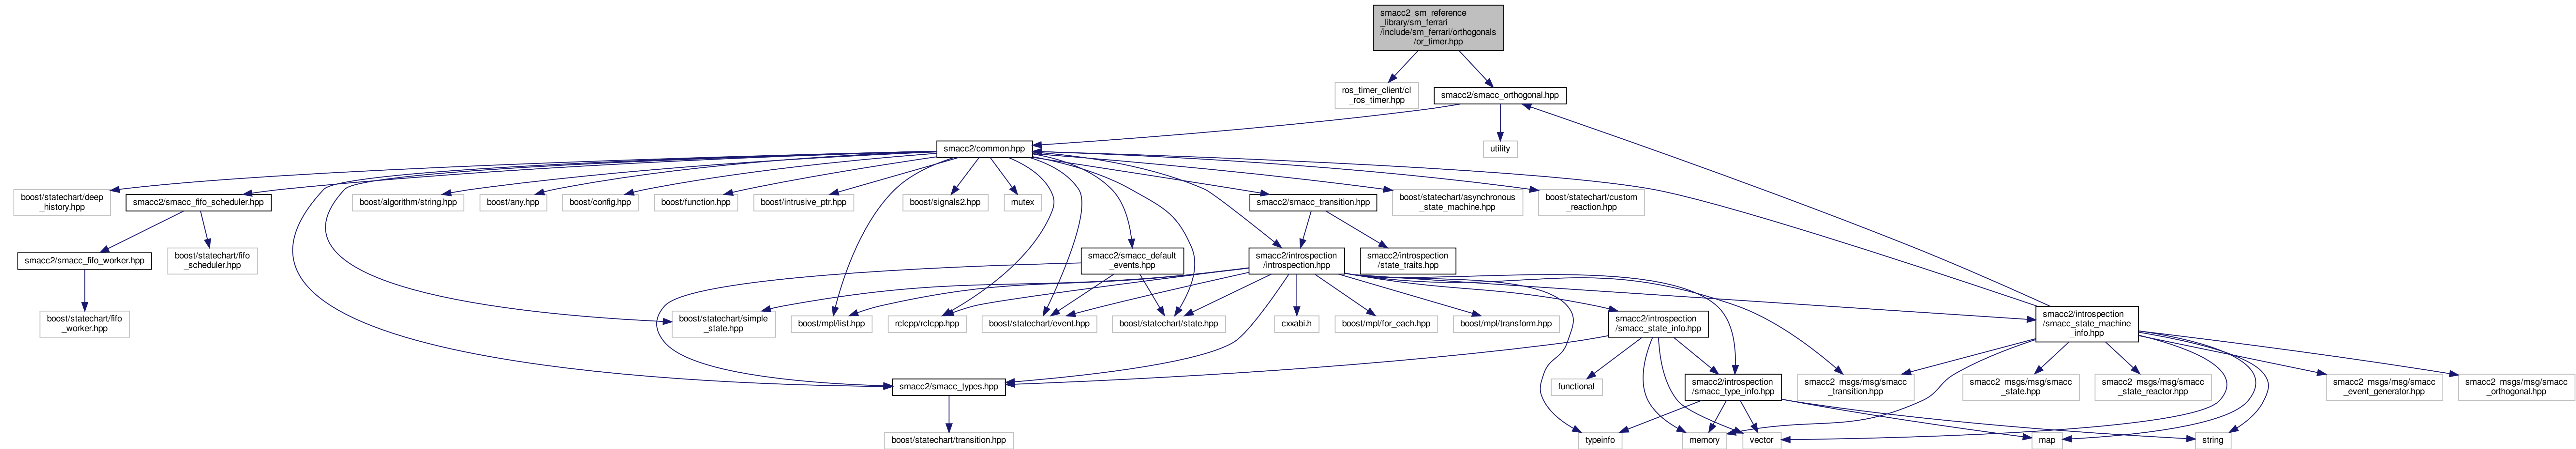 smacc2_sm_reference
_library/sm_ferrari
/include/sm_ferrari/orthogonals
/or_timer.hpp
ros_timer_client/cl
_ros_timer.hpp
smacc2/smacc_orthogonal.hpp
smacc2/common.hpp
utility
boost/statechart/deep
_history.hpp
smacc2/smacc_fifo_scheduler.hpp
boost/algorithm/string.hpp
boost/any.hpp
boost/config.hpp
boost/function.hpp
boost/intrusive_ptr.hpp
boost/signals2.hpp
mutex
smacc2/smacc_transition.hpp
boost/statechart/asynchronous
_state_machine.hpp
boost/statechart/custom
_reaction.hpp
smacc2/smacc_fifo_worker.hpp
boost/statechart/fifo
_scheduler.hpp
smacc2/smacc_default
_events.hpp
smacc2/introspection
/introspection.hpp
smacc2/introspection
/state_traits.hpp
boost/statechart/fifo
_worker.hpp
boost/statechart/simple
_state.hpp
boost/mpl/list.hpp
rclcpp/rclcpp.hpp
boost/statechart/event.hpp
boost/statechart/state.hpp
cxxabi.h
boost/mpl/for_each.hpp
boost/mpl/transform.hpp
smacc2/introspection
/smacc_state_info.hpp
smacc2/introspection
/smacc_state_machine
_info.hpp
smacc2/smacc_types.hpp
functional
smacc2/introspection
/smacc_type_info.hpp
smacc2_msgs/msg/smacc
_transition.hpp
smacc2_msgs/msg/smacc
_state.hpp
smacc2_msgs/msg/smacc
_state_reactor.hpp
smacc2_msgs/msg/smacc
_event_generator.hpp
smacc2_msgs/msg/smacc
_orthogonal.hpp
boost/statechart/transition.hpp
typeinfo
memory
vector
map
string